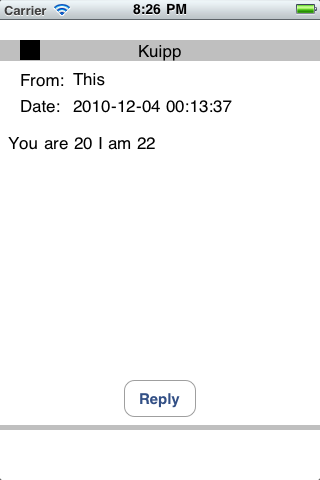 Carrier 8:26 PM
Kuipp
From: This
Date: 2010-12-04 00:13:37
You are 20 I am 22
Reply